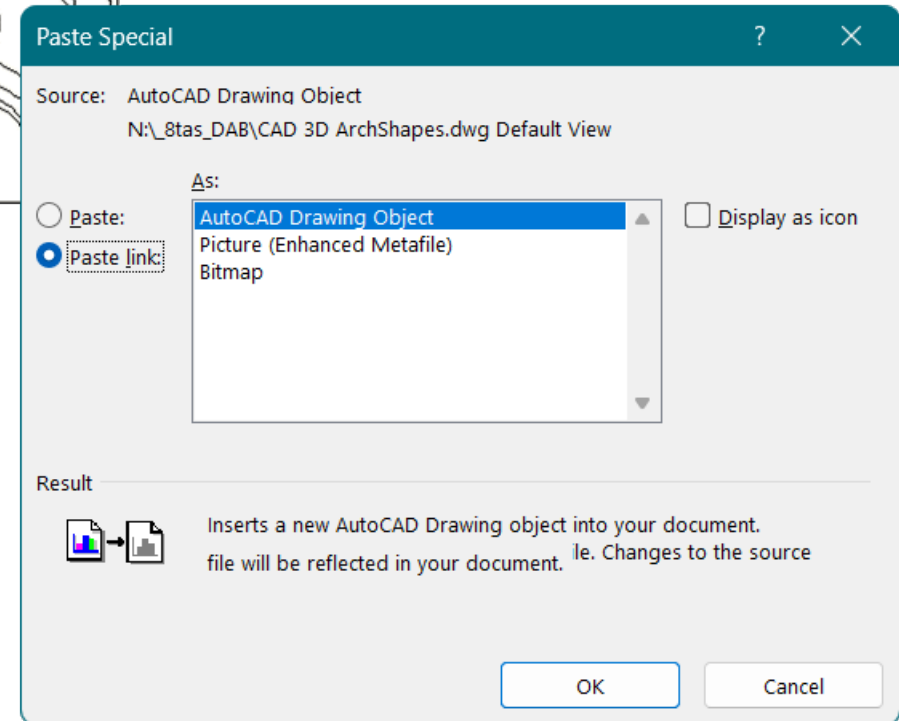 Paste Special
?
Source: AutoCAD Drawing Object
N:\_8tas_DAB\CAD 3D ArchShapes.dwg Default View
As:
Paste:
Paste link:
AutoCAD Drawing Object
Picture (Enhanced Metafile)
Bitmap
Display as icon
Result
Inserts a new AutoCAD Drawing object into your document.
ile. Changes to the source
file will be reflected in your document.
OK
Cancel